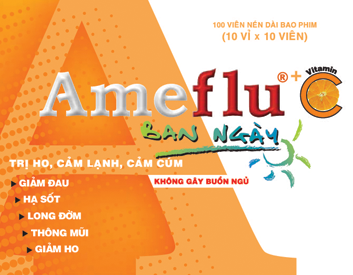 100 VIÊN NÉN DÀI BAO PHIM
(10 VỈ x 10 VIÊN)
Ameflu® + Vitamin C
BAN NGÀY
TRỊ HO, CẢM LẠNH, CẢM CÚM
KHÔNG GÂY BUỒN NGỦ
GIẢM ĐAU
HẠ SỐT
LONG ĐỜM
THÔNG MŨI
GIẢM HO